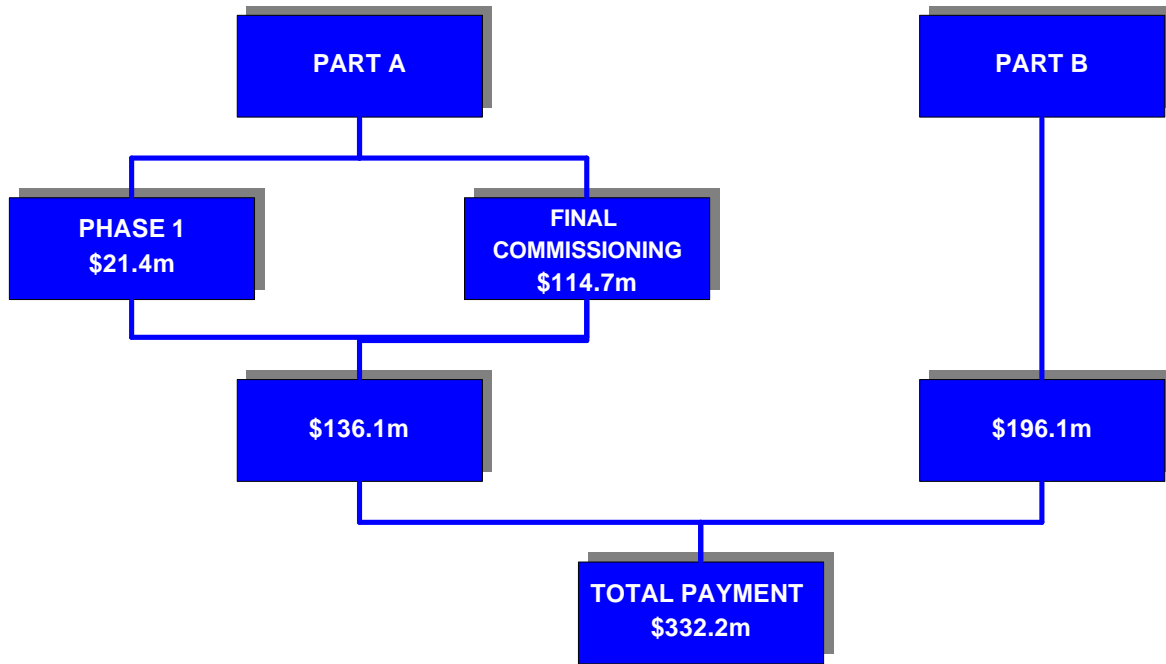 PART A
PART B
PHASE 1
$21.4m
FINAL
COMMISSIONING
$114.7m
$136.1m
$196.1m
TOTAL PAYMENT
$332.2m